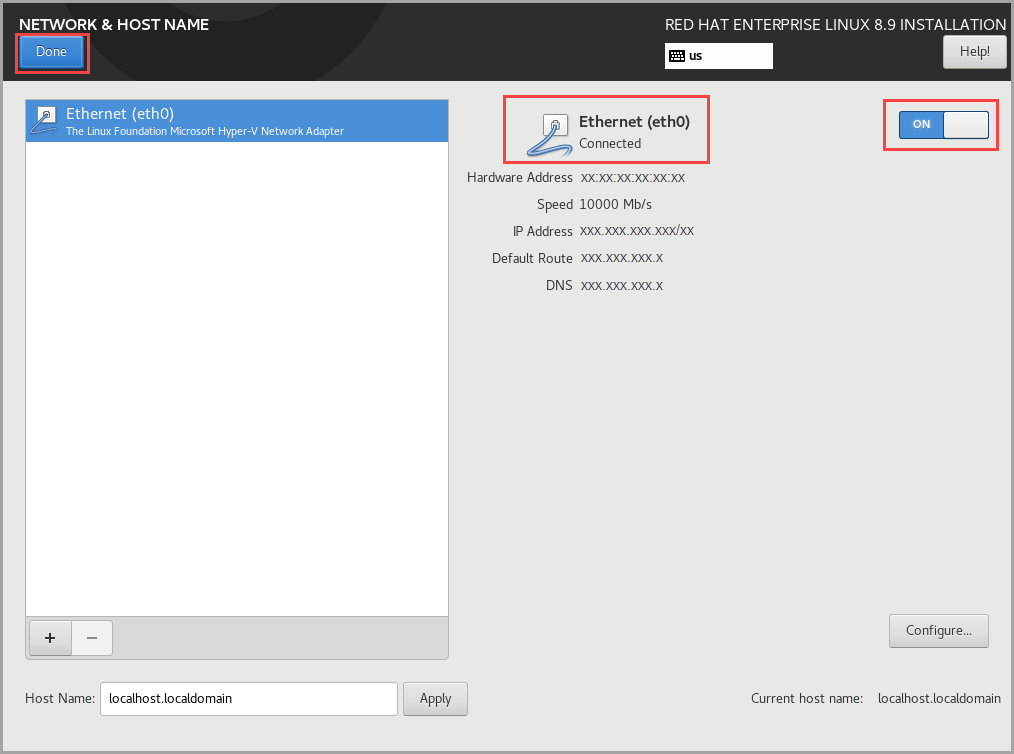 NETWORK & HOST NAME
RED HAT ENTERPRISE LINUX 8.9 INSTALLATION
Done
us
Help!
Ethernet (eth0)
The Linux Foundation Microsoft Hyper-V Network Adapter
Ethernet (eth0)
Connected
ON
Hardware Address xx:xx:xx:xx:xx:xx
Speed 10000 Mb/s
IP Address xxx.xxx.xxx.xxx/xx
Default Route xxx.xxx.xxx.x
DNS xxx.xxx.xxx.x
+ −
Configure...
Host Name: localhost.localdomain Apply
Current host name: localhost.localdomain